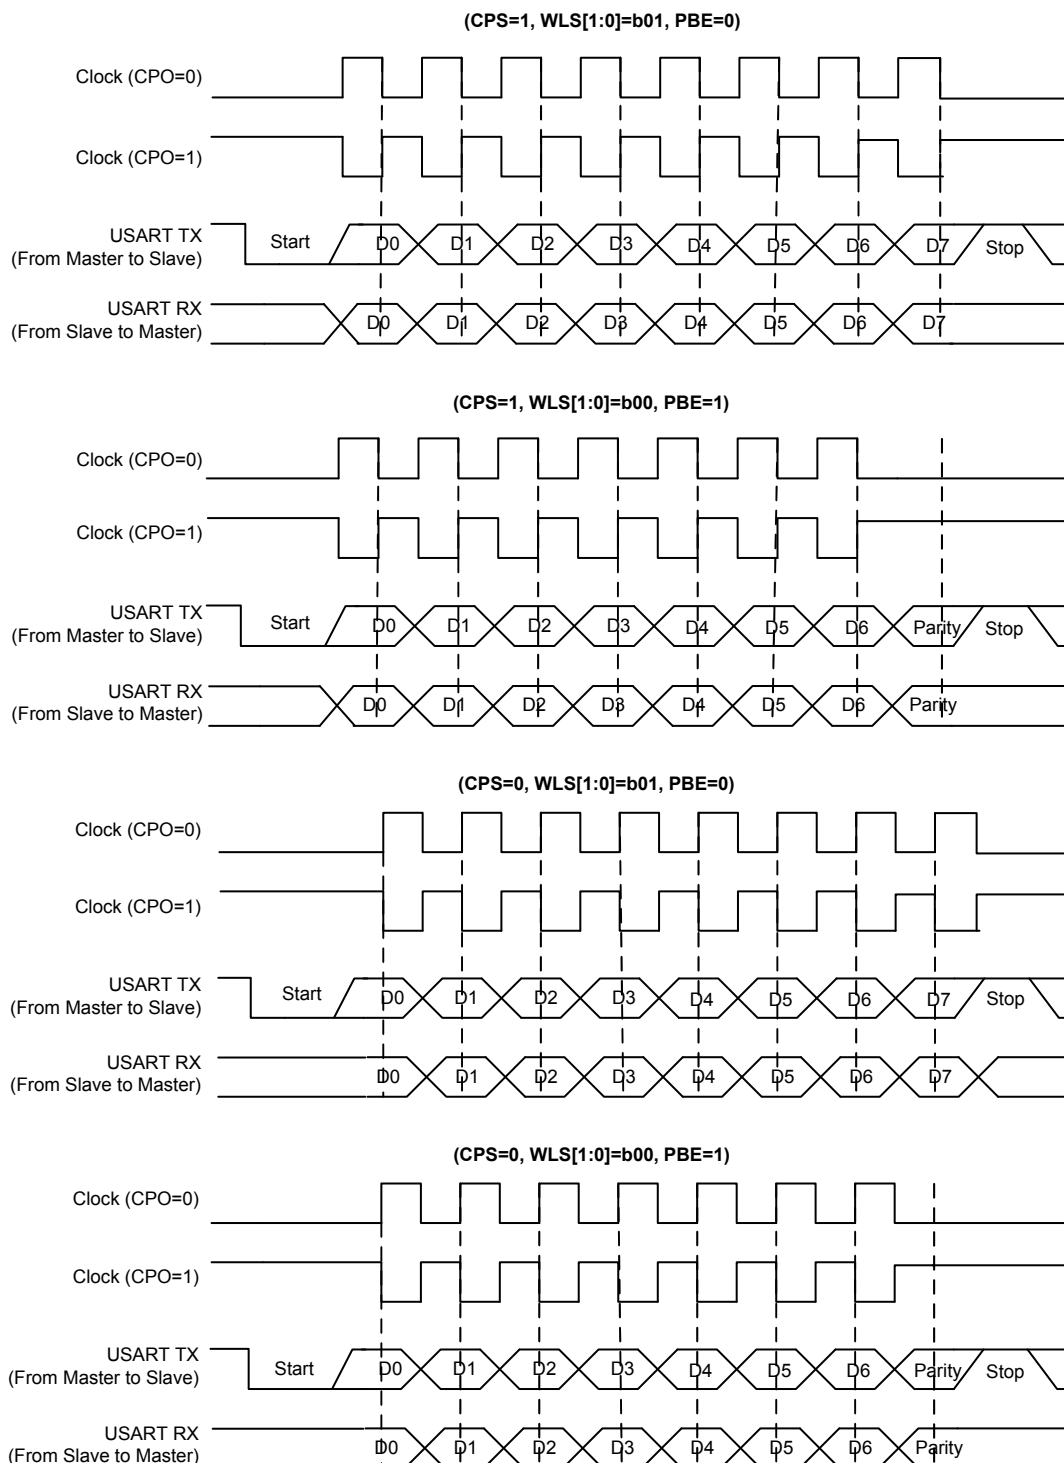 (CPS=1, WLS[1:0]=b01, PBE=0)
Clock (CPO=0)
Clock (CPO=1)
USART TX
(From Master to Slave)
Start D0 D1 D2 D3 D4 D5 D6 D7 Stop
USART RX
(From Slave to Master)
D0 D1 D2 D3 D4 D5 D6 D7
(CPS=1, WLS[1:0]=b00, PBE=1)
Clock (CPO=0)
Clock (CPO=1)
USART TX
(From Master to Slave)
Start D0 D1 D2 D3 D4 D5 D6 Parity Stop
USART RX
(From Slave to Master)
D0 D1 D2 D3 D4 D5 D6 Parity
(CPS=0, WLS[1:0]=b01, PBE=0)
Clock (CPO=0)
Clock (CPO=1)
USART TX
(From Master to Slave)
Start D0 D1 D2 D3 D4 D5 D6 D7 Stop
USART RX
(From Slave to Master)
D0 D1 D2 D3 D4 D5 D6 D7
(CPS=0, WLS[1:0]=b00, PBE=1)
Clock (CPO=0)
Clock (CPO=1)
USART TX
(From Master to Slave)
Start D0 D1 D2 D3 D4 D5 D6 Parity Stop
USART RX
(From Slave to Master)
D0 D1 D2 D3 D4 D5 D6 Parity